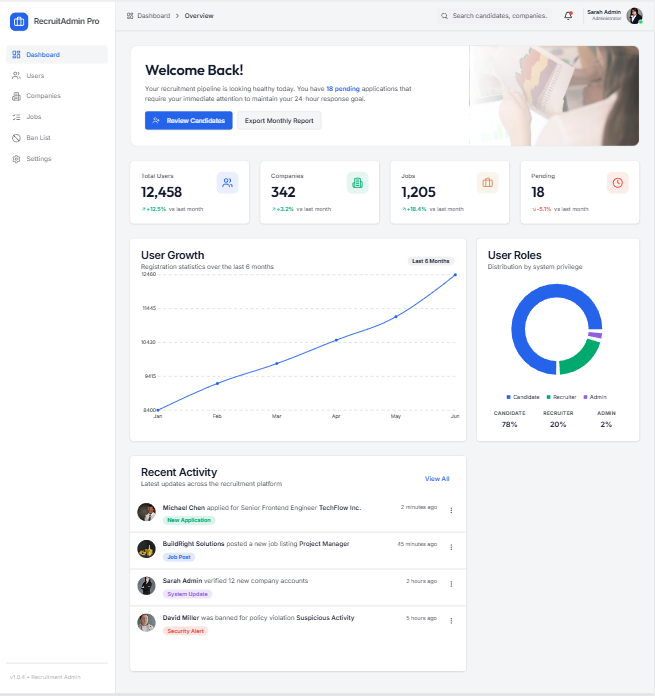 RecruitAdmin Pro
Dashboard
Users
Companies
Jobs
Ban List
Settings
v1.0.4 • Recruitment Admin
Dashboard > Overview
Search candidates, companies.
Sarah Admin
Administrator
Welcome Back!
Your recruitment pipeline is looking healthy today. You have 18 pending applications that
require your immediate attention to maintain your 24-hour response goal.
Review Candidates
Export Monthly Report
Total Users
12,458
+12.5% vs last month
Companies
342
+3.2% vs last month
Jobs
1,205
+18.4% vs last month
Pending
18
-5.1% vs last month
User Growth
Registration statistics over the last 6 months
Last 6 Months
12460
11445
10430
9415
8400
Jan Feb Mar Apr May Jun
User Roles
Distribution by system privilege
Candidate Recruiter Admin
CANDIDATE RECRUITER ADMIN
78% 20% 2%
Recent Activity
Latest updates across the recruitment platform
View All
Michael Chen applied for Senior Frontend Engineer TechFlow Inc.
2 minutes ago
New Application
BuildRight Solutions posted a new job listing Project Manager
45 minutes ago
Job Post
Sarah Admin verified 12 new company accounts
2 hours ago
System Update
David Miller was banned for policy violation Suspicious Activity
5 hours ago
Security Alert